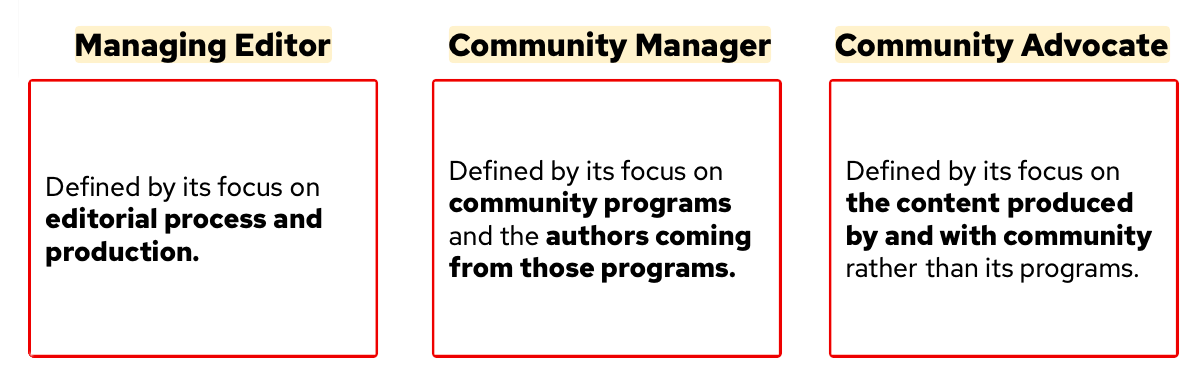 Managing Editor
Defined by its focus on
editorial process and
production.
Community Manager
Defined by its focus on
community programs
and the authors coming
from those programs.
Community Advocate
Defined by its focus on
the content produced
by and with community
rather than its programs.